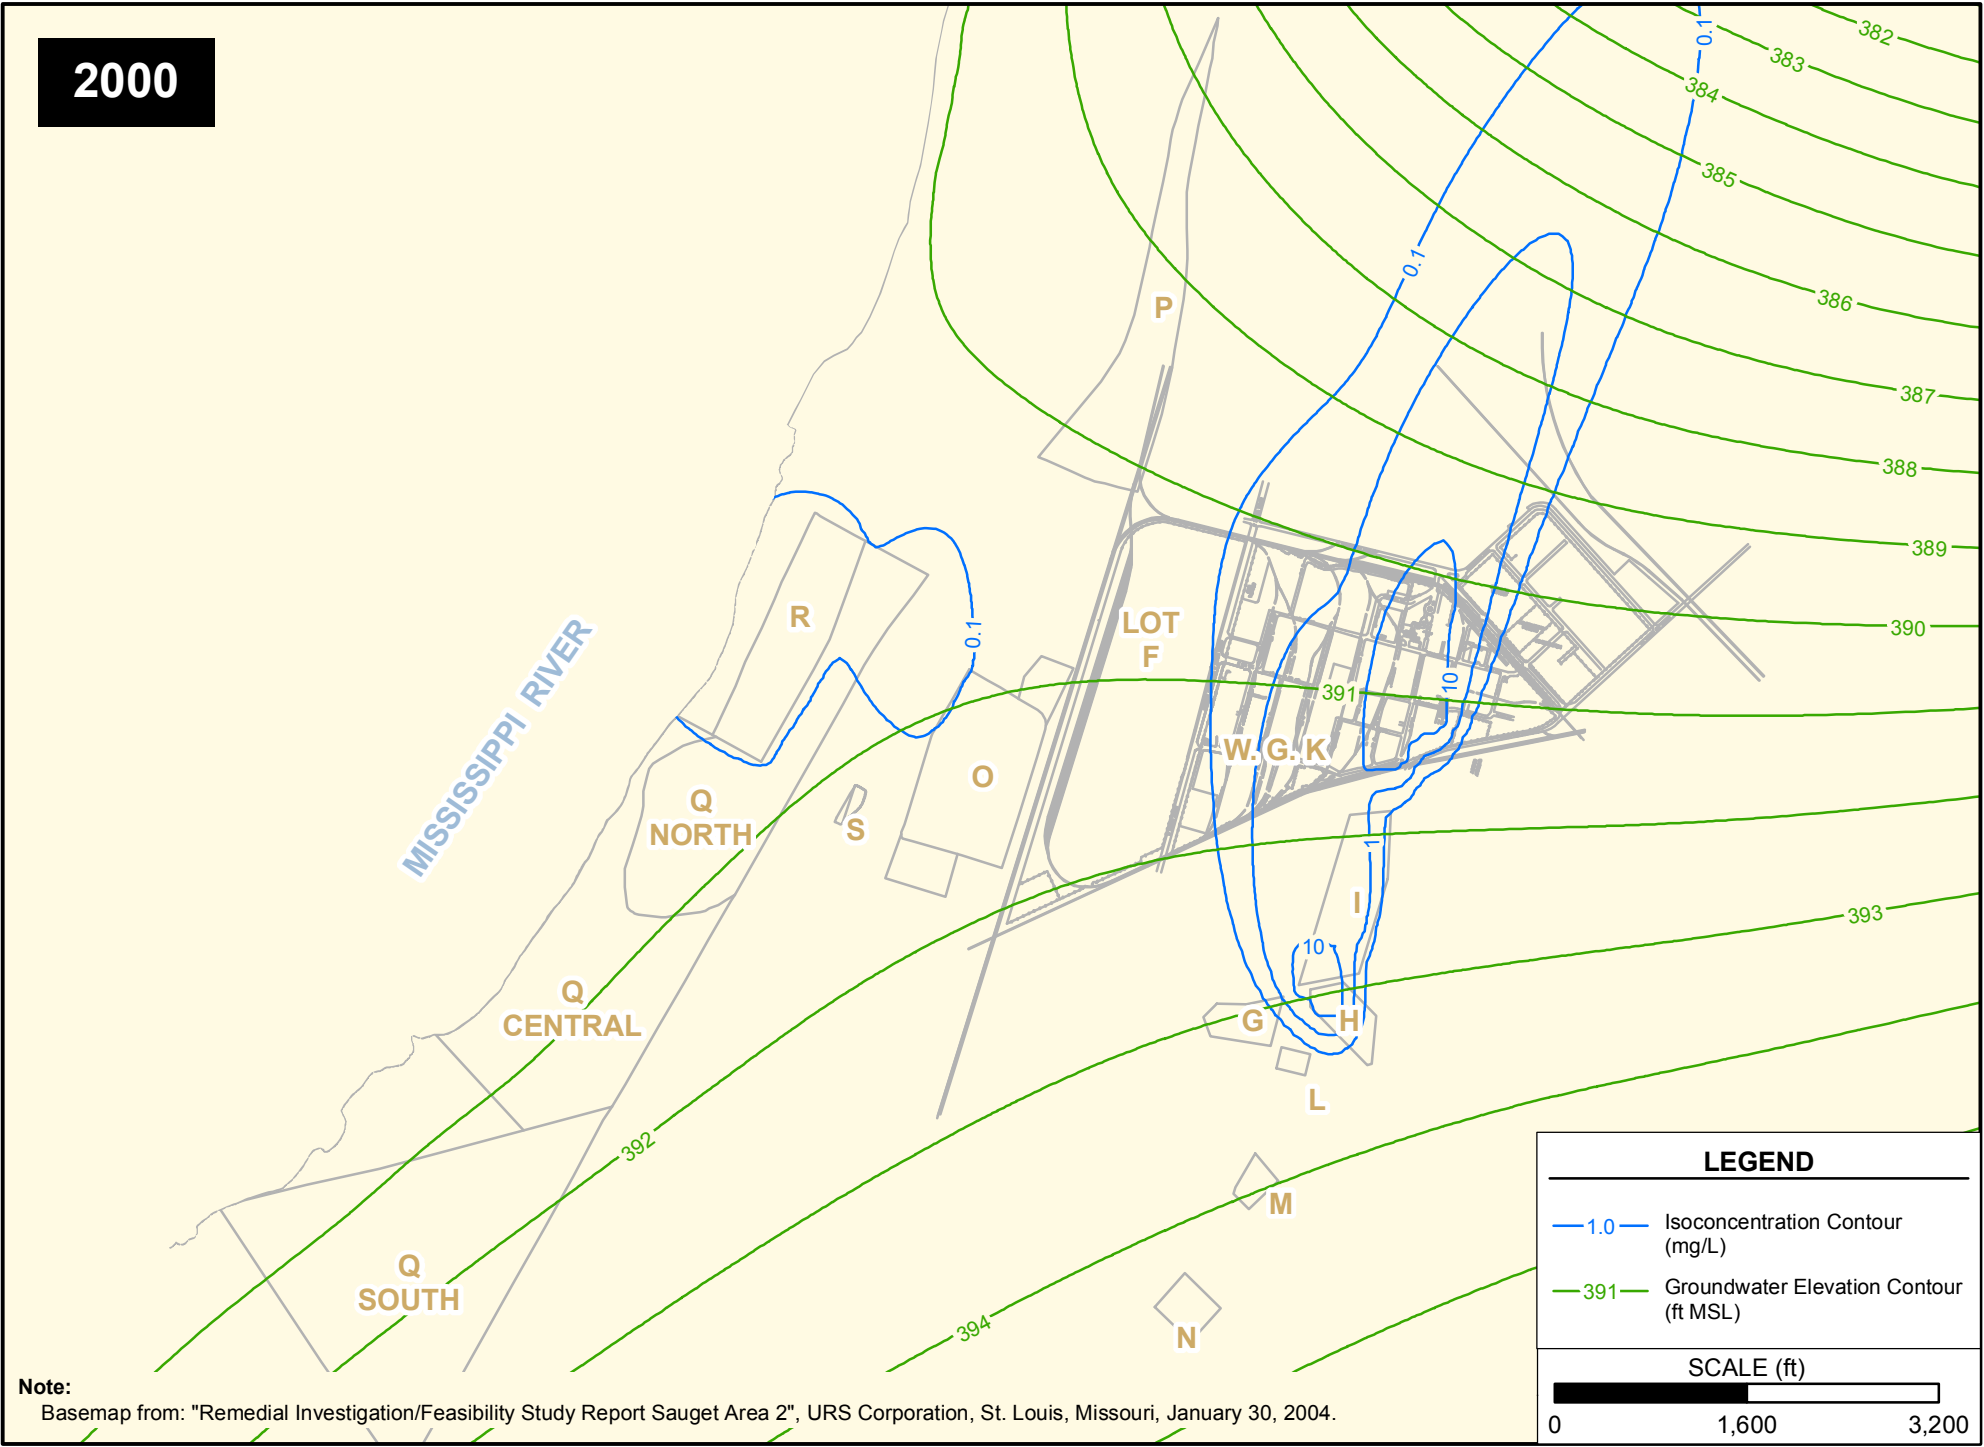 2000
382
0.1
383
384
385
0.1
386
P
387
388
389
R
0.1
LOT
F
390
391
10
W. G. K
MISSISSIPPI RIVER
O
Q
NORTH
S
1
I
393
10
Q
CENTRAL
G
H
L
392
M
Q
SOUTH
394
N
LEGEND
1.0
Isoconcentration Contour
(mg/L)
391
Groundwater Elevation Contour
(ft MSL)
SCALE (ft)
0 1,600 3,200
Note:
Basemap from: "Remedial Investigation/Feasibility Study Report Sauget Area 2", URS Corporation, St. Louis, Missouri, January 30, 2004.